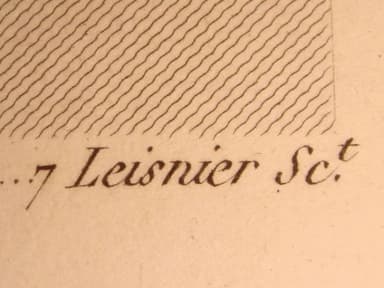 ...7 Leisnier Sc.t